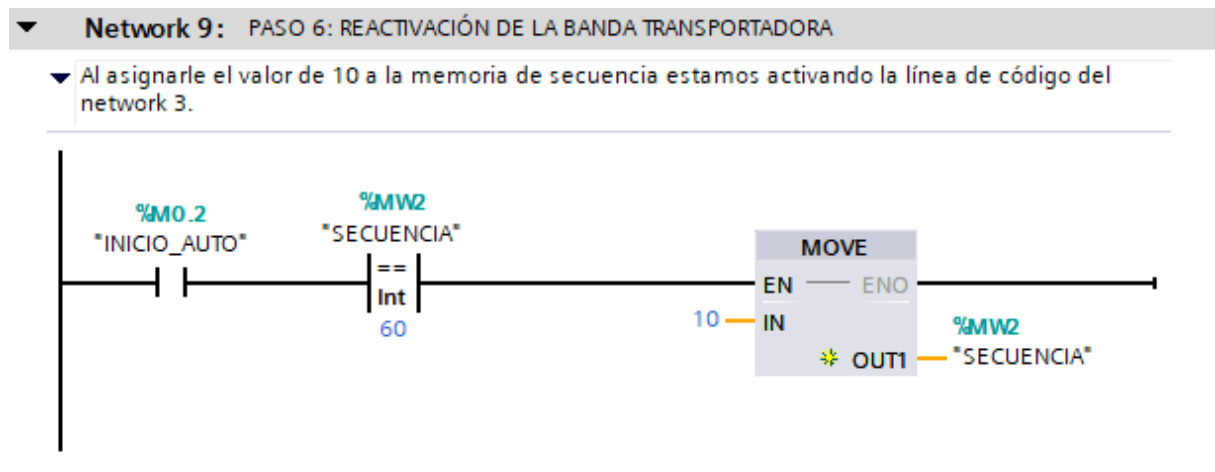 Network 9: PASO 6: REACTIVACIÓN DE LA BANDA TRANSPORTADORA
Al asignarle el valor de 10 a la memoria de secuencia estamos activando la línea de código del
network 3.
%M0.2
"INICIO_AUTO"
%MW2
"SECUENCIA"
==
Int
60
MOVE
EN ENO
10 IN
OUT1
%MW2
"SECUENCIA"